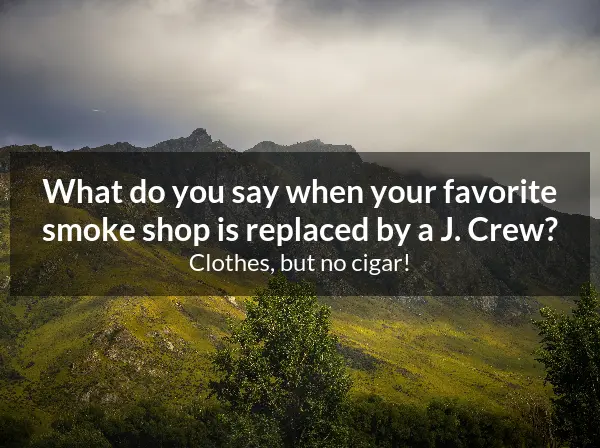 What do you say when your favorite
smoke shop is replaced by a J. Crew?
Clothes, but no cigar!